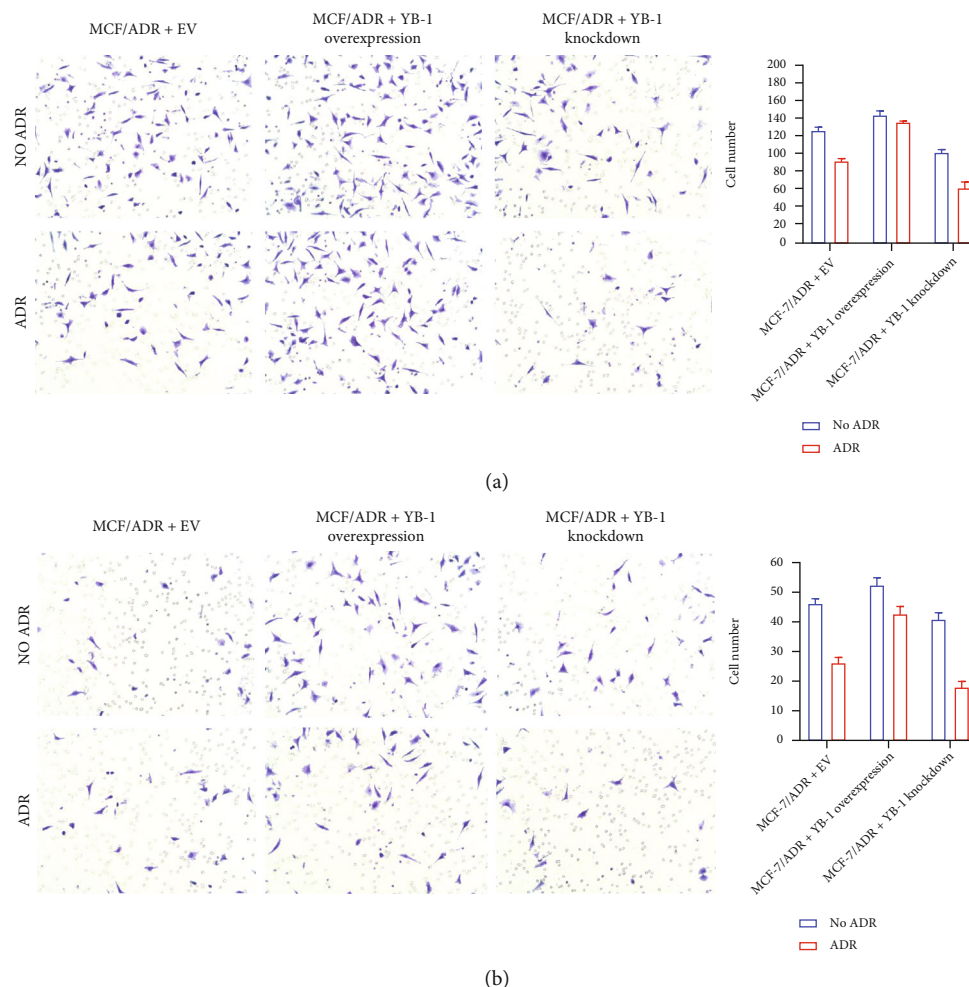 MCF/ADR + EV
MCF/ADR + YB-1
overexpression
MCF/ADR + YB-1
knockdown
NO ADR
ADR
200
180
160
140
120
100
80
60
40
20
0
Cell number
MCF-7/ADR + EV
MCF-7/ADR + YB-1 overexpression
MCF-7/ADR + YB-1 knockdown
No ADR
ADR
(a)
MCF/ADR + EV
MCF/ADR + YB-1
overexpression
MCF/ADR + YB-1
knockdown
NO ADR
ADR
60
50
40
30
20
10
0
Cell number
MCF-7/ADR + EV
MCF-7/ADR + YB-1 overexpression
MCF-7/ADR + YB-1 knockdown
No ADR
ADR
(b)